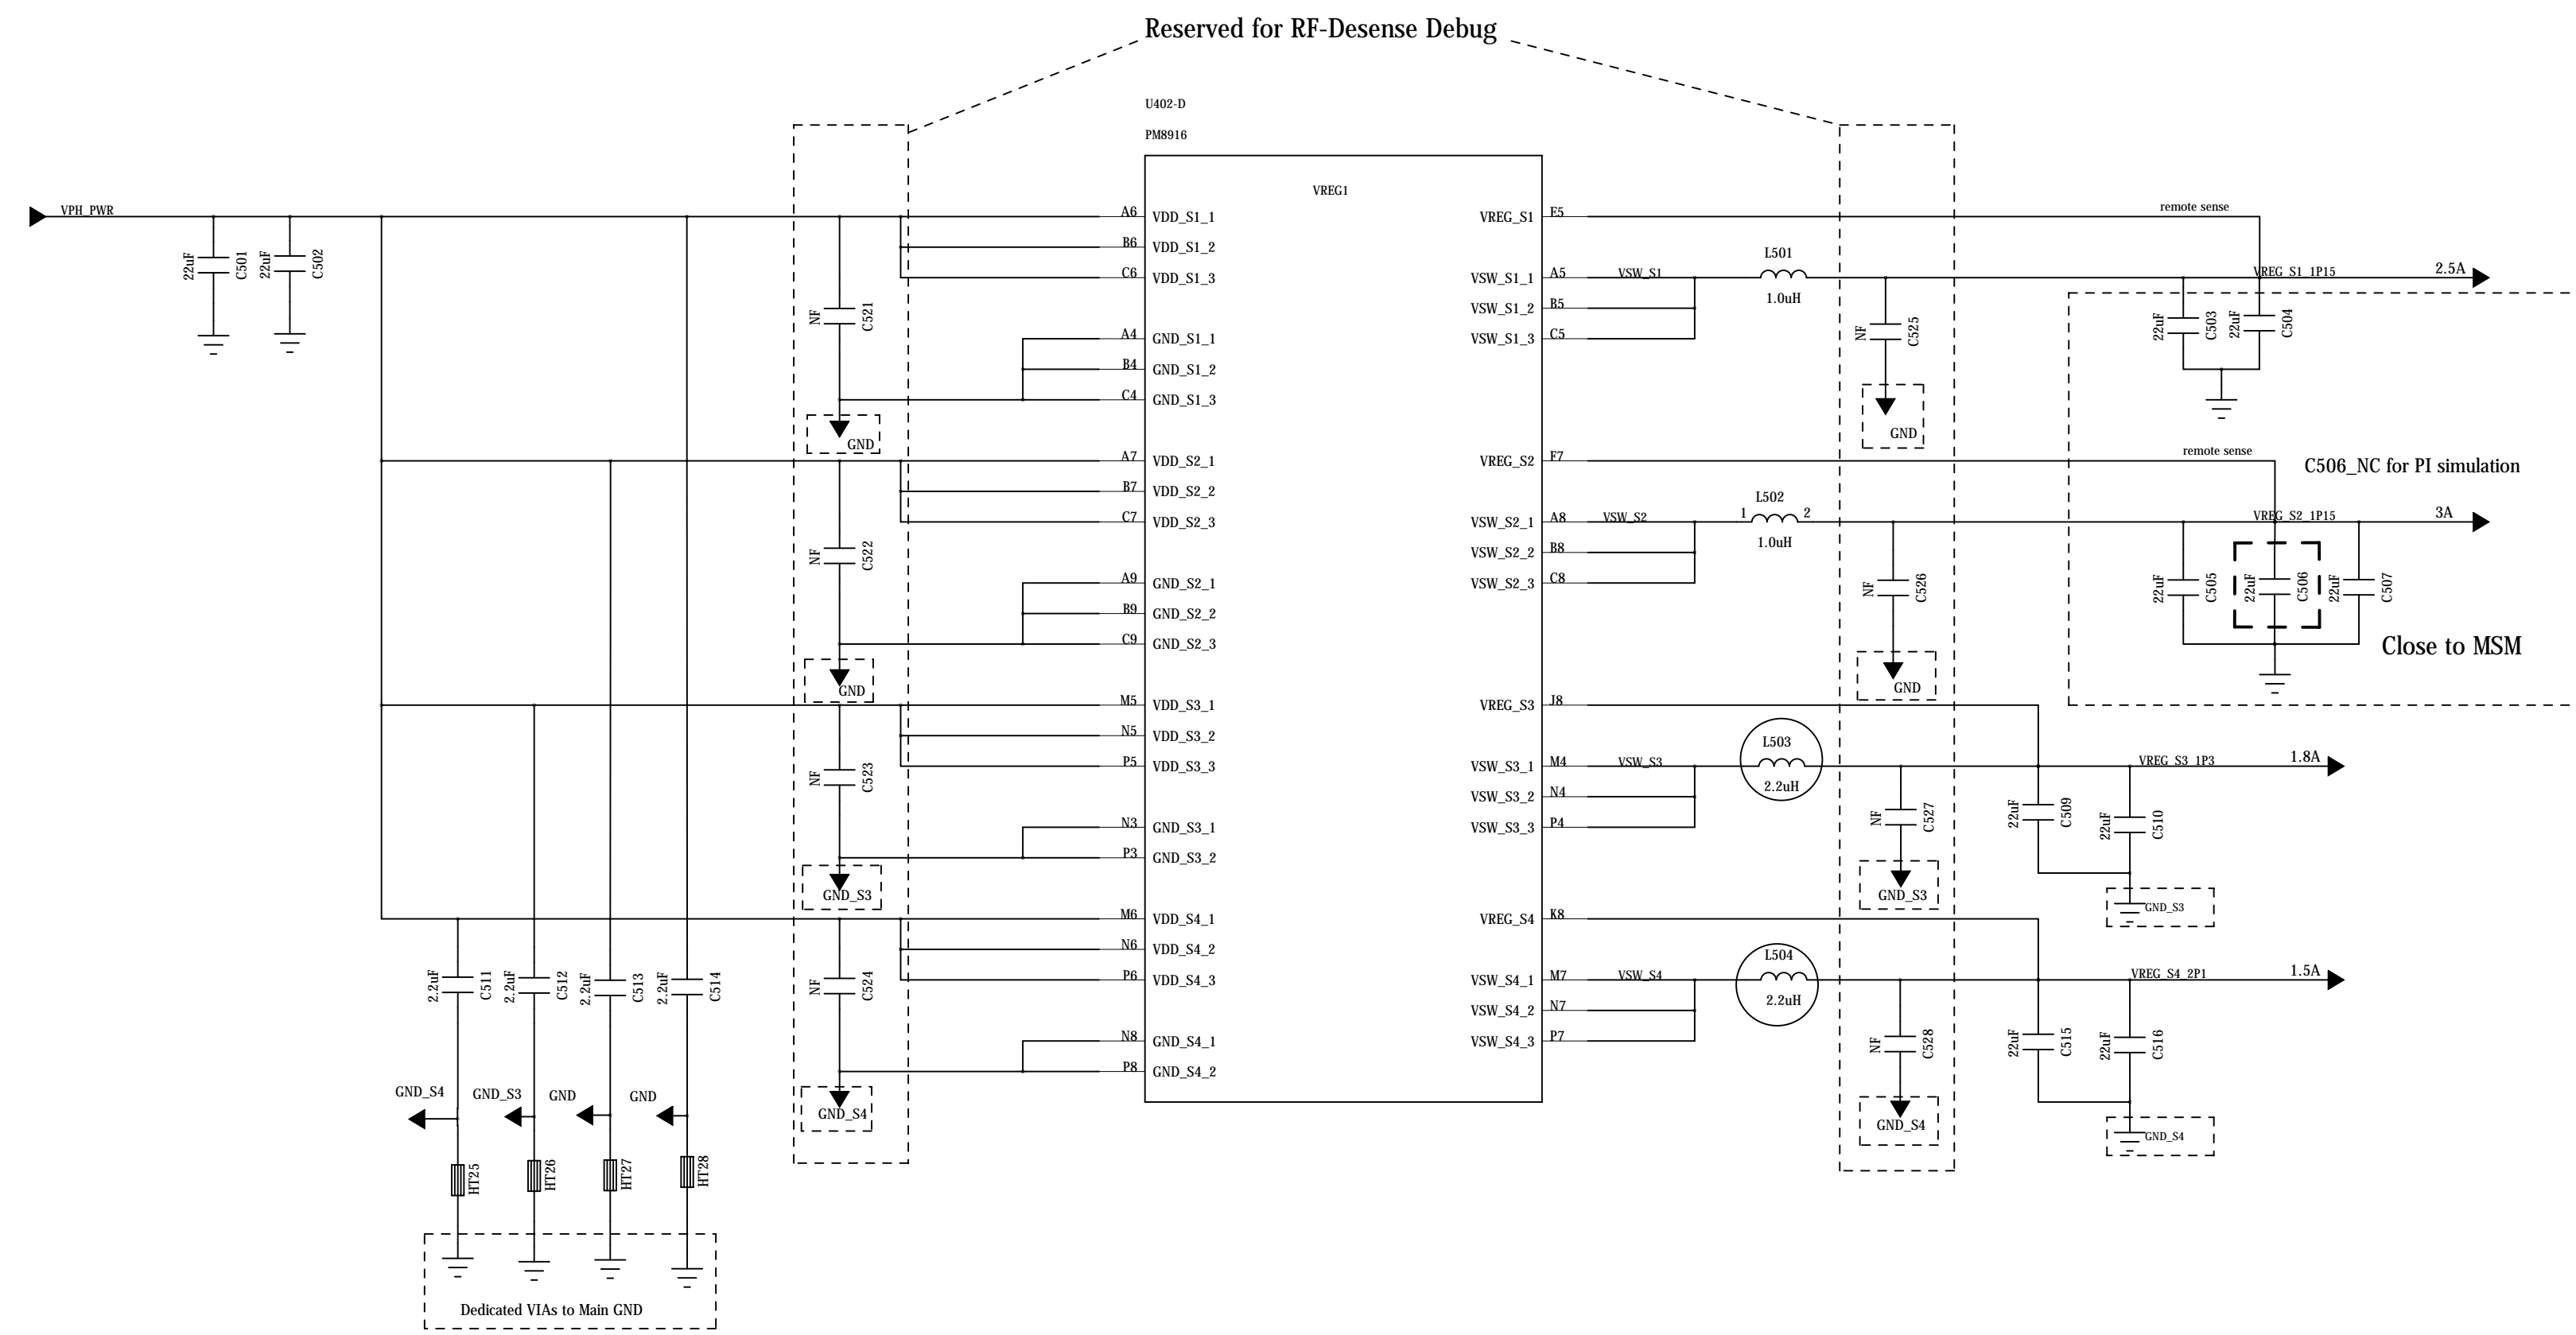 Reserved for RF-Desense Debug
U402-D
PM8916
VREG1
VPH_PWR
22uF
C501
22uF
C502
A6 VDD_S1_1
B6 VDD_S1_2
C6 VDD_S1_3
A4 GND_S1_1
B4 GND_S1_2
C4 GND_S1_3
NF
C521
GND
A7 VDD_S2_1
B7 VDD_S2_2
C7 VDD_S2_3
A9 GND_S2_1
B9 GND_S2_2
C9 GND_S2_3
NF
C522
GND
M5 VDD_S3_1
N5 VDD_S3_2
P5 VDD_S3_3
N3 GND_S3_1
P3 GND_S3_2
NF
C523
GND_S3
M6 VDD_S4_1
N6 VDD_S4_2
P6 VDD_S4_3
N8 GND_S4_1
P8 GND_S4_2
NF
C524
GND_S4
2.2uF
C511
2.2uF
C512
2.2uF
C513
2.2uF
C514
GND_S4
GND_S3
GND
GND
HT25
HT26
HT27
HT28
Dedicated VIAs to Main GND
VREG_S1 E5
remote sense
VSW_S1_1 A5 VSW_S1
VSW_S1_2 B5
VSW_S1_3 C5
L501
1.0uH
NF
C525
GND
VREG_S1_1P15
2.5A
22uF
C503
22uF
C504
VREG_S2 F7
remote sense
C506_NC for PI simulation
VSW_S2_1 A8 VSW_S2
VSW_S2_2 B8
VSW_S2_3 C8
L502
1 2
1.0uH
NF
C526
GND
VREG_S2_1P15
3A
22uF
C505
22uF
C506
22uF
C507
Close to MSM
VREG_S3 J8
VSW_S3_1 M4 VSW_S3
VSW_S3_2 N4
VSW_S3_3 P4
L503
2.2uH
NF
C527
GND_S3
VREG_S3_1P3
1.8A
22uF
C509
22uF
C510
GND_S3
VREG_S4 K8
VSW_S4_1 M7 VSW_S4
VSW_S4_2 N7
VSW_S4_3 P7
L504
2.2uH
NF
C528
GND_S4
VREG_S4_2P1
1.5A
22uF
C515
22uF
C516
GND_S4